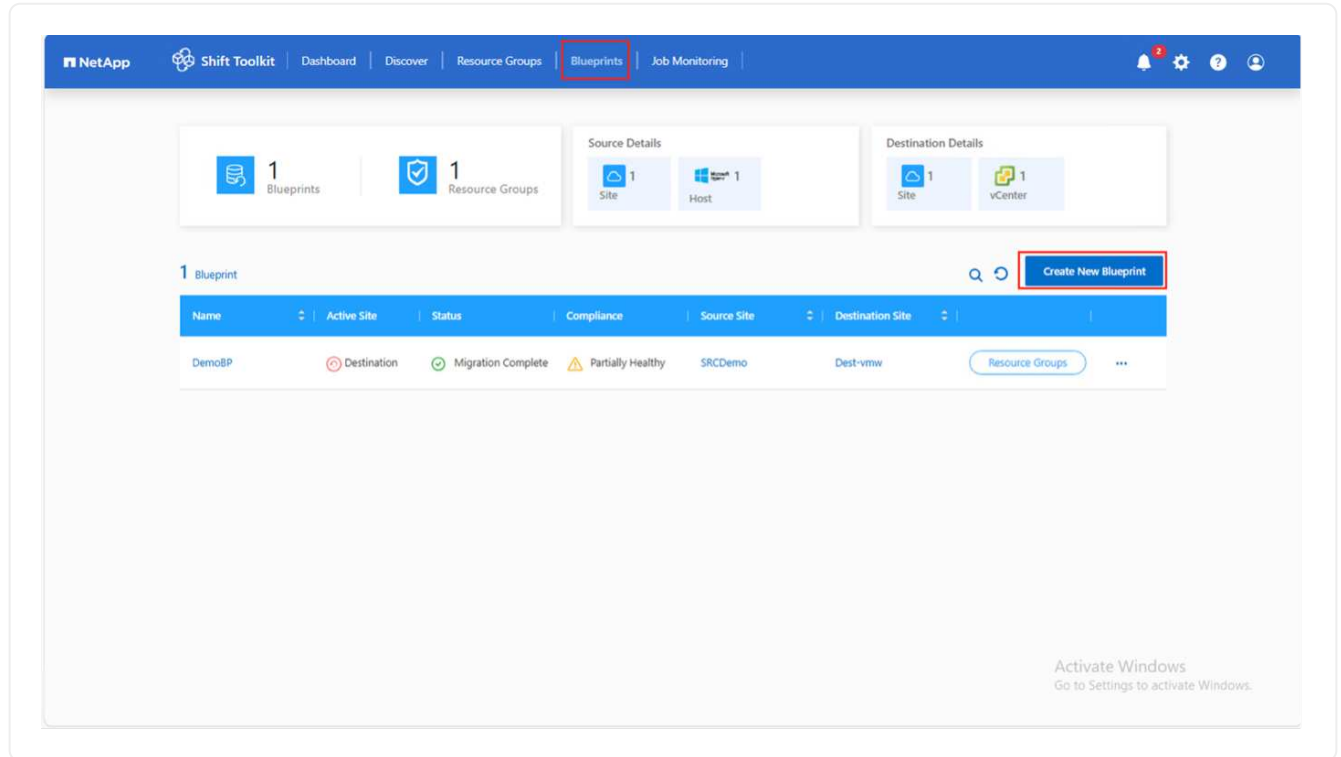 NetApp Shift Toolkit Dashboard Discover Resource Groups Blueprints Job Monitoring 2 ?
1 Blueprints
1 Resource Groups
Source Details
1 Site
1 Host
Destination Details
1 Site
1 vCenter
1 Blueprint
Create New Blueprint
Name Active Site Status Compliance Source Site Destination Site
DemoBP Destination Migration Complete Partially Healthy SRCDemo Dest-vmw Resource Groups ...
Activate Windows
Go to Settings to activate Windows.